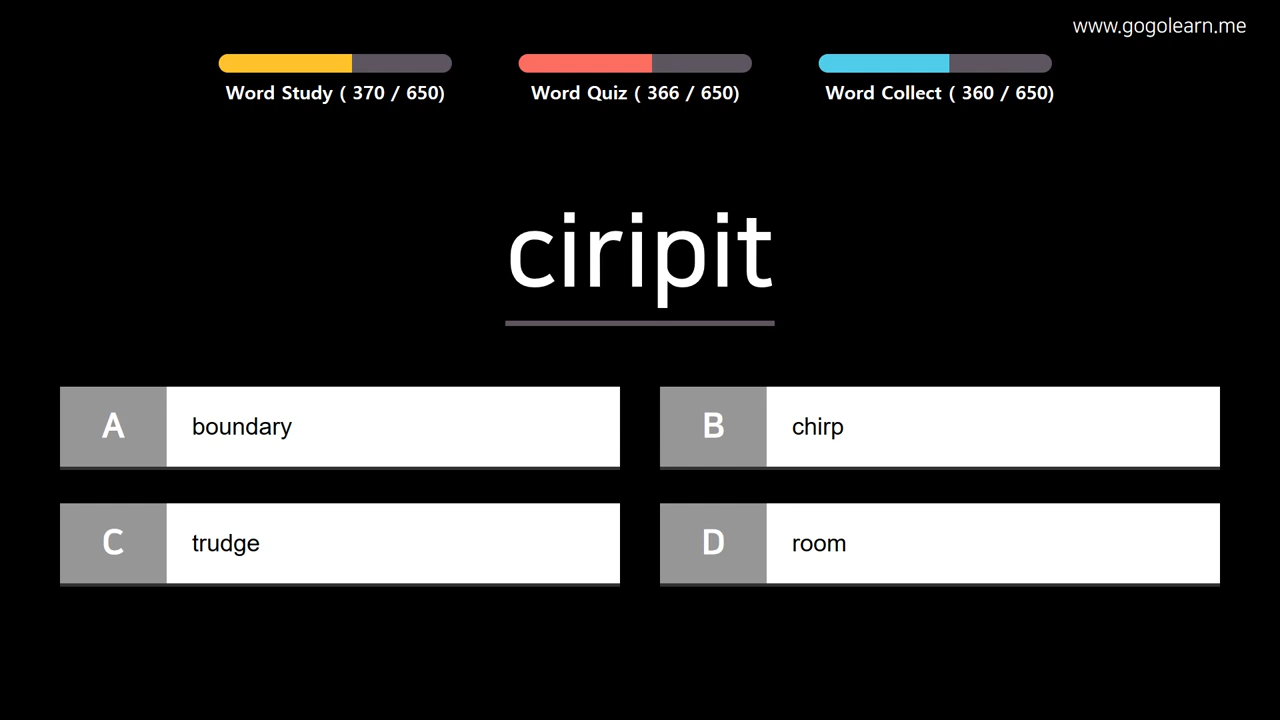 www.gogolearn.me
Word Study ( 370 / 650)
Word Quiz ( 366 / 650)
Word Collect ( 360 / 650)
ciripit
A
boundary
B
chirp
C
trudge
D
room